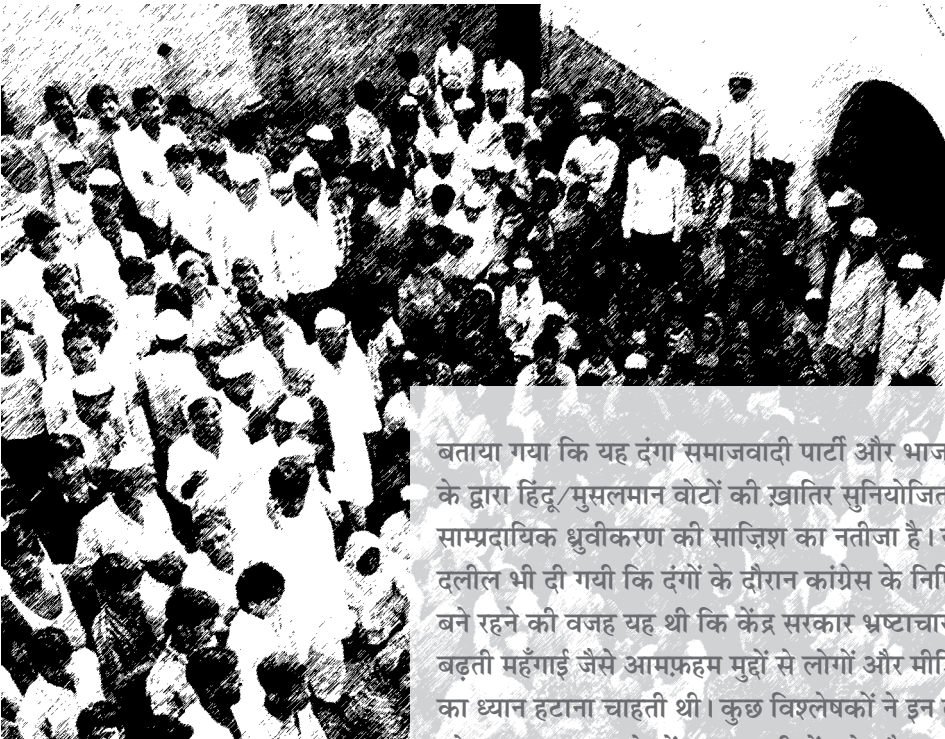 बताया गया कि यह दंगा समाजवादी पार्टी और
के द्वारा हिंदू/मुसलमान वोटों की ख़ातिर सुनियोजित
साम्प्रदायिक ध्रुवीकरण की साज़िश का नतीजा है।
दलील भी दी गयी कि दंगों के दौरान कांग्रेस के
बने रहने की वजह यह थी कि केंद्र सरकार
बढ़ती महँगाई जैसे आमफ़हम मुद्दों से लोगों और
का ध्यान हटाना चाहती थी। कुछ विश्लेषकों ने इन